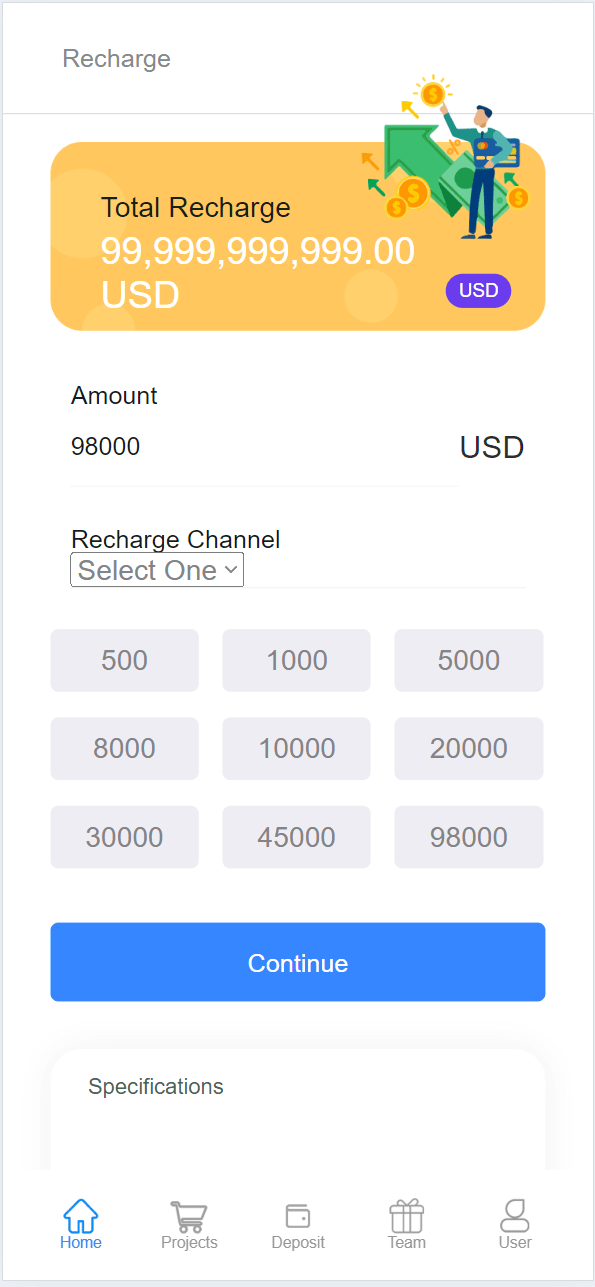 Recharge
Total Recharge
99,999,999,999.00
USD
USD
Amount
98000
USD
Recharge Channel
Select One
500
1000
5000
8000
10000
20000
30000
45000
98000
Continue
Specifications
Home
Projects
Deposit
Team
User